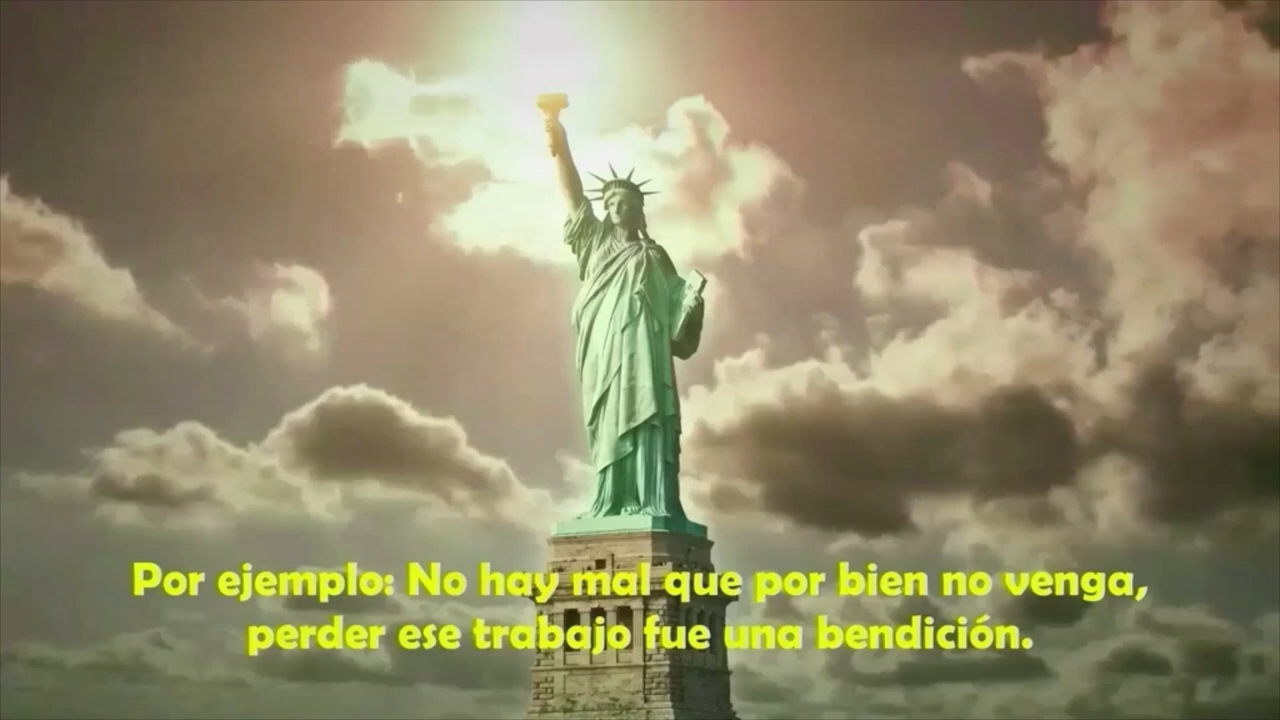 Por ejemplo: No hay mal que por bien no venga,
perder ese trabajo fue una bendición.